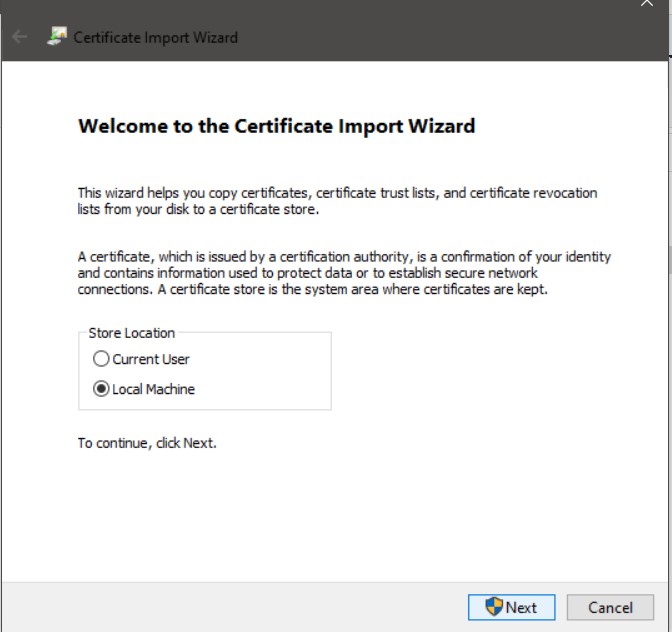 Certificate Import Wizard
Welcome to the Certificate Import Wizard
This wizard helps you copy certificates, certificate trust lists, and certificate revocation
lists from your disk to a certificate store.
A certificate, which is issued by a certification authority, is a confirmation of your identity
and contains information used to protect data or to establish secure network
connections. A certificate store is the system area where certificates are kept.
Store Location
Current User
Local Machine
To continue, click Next.
Next
Cancel